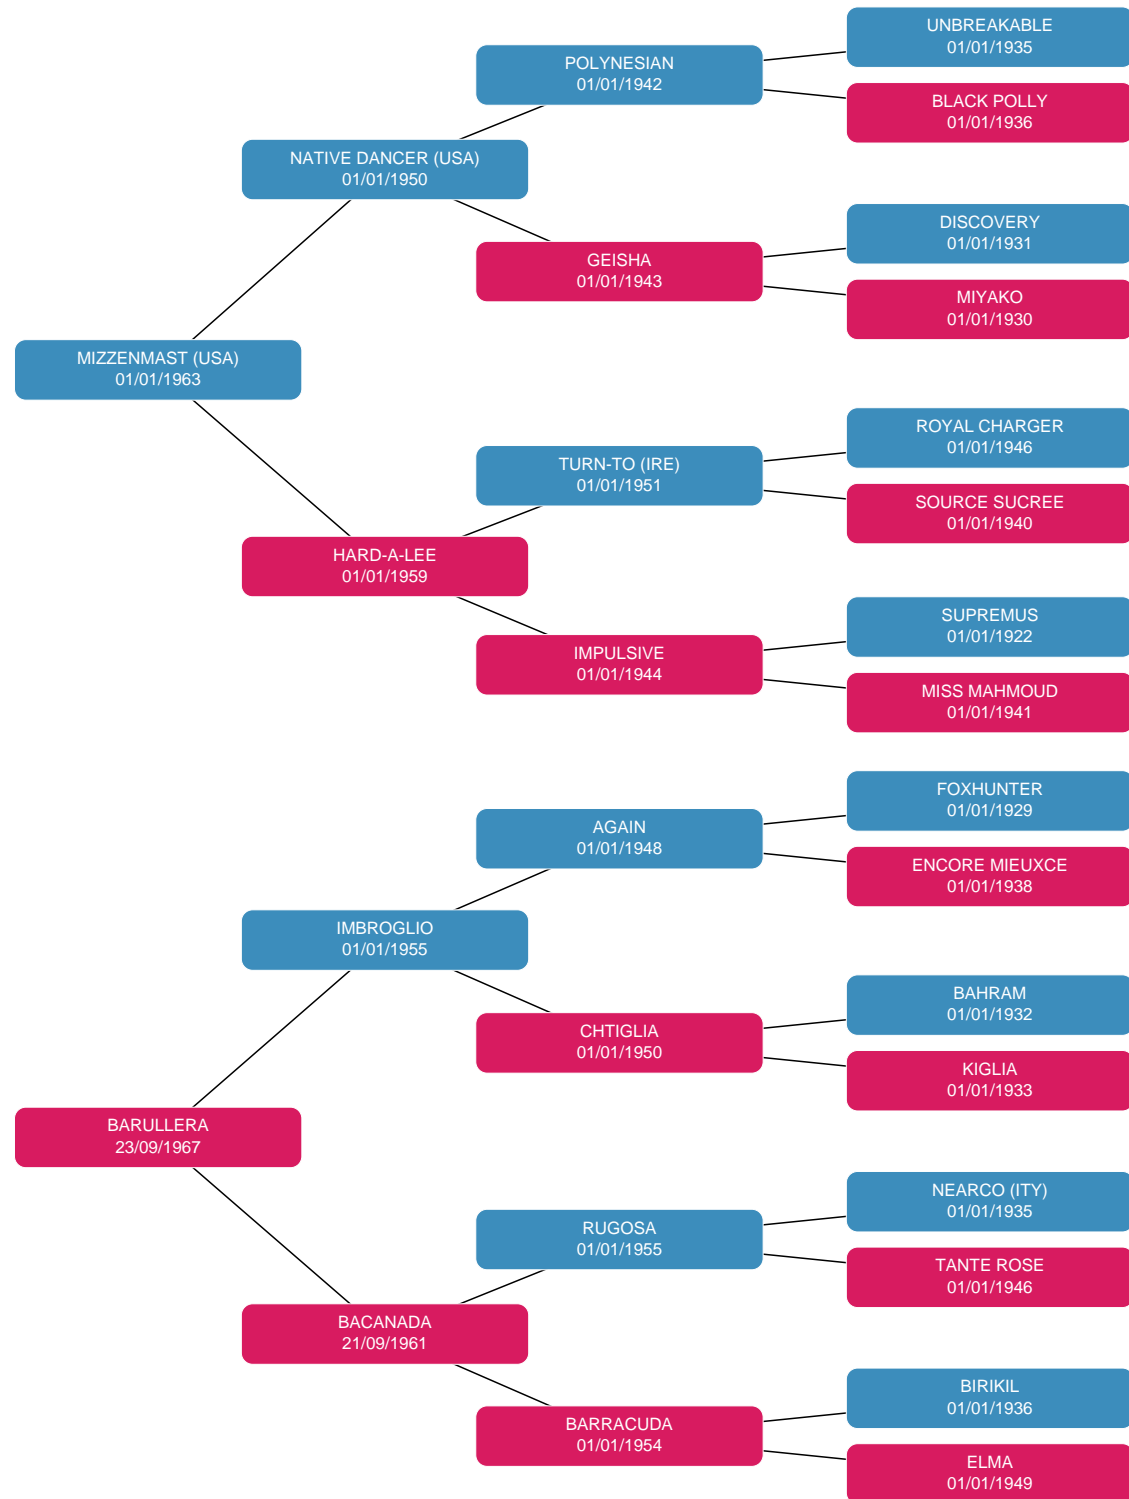 UNBREAKABLE
01/01/1935
POLYNESIAN
01/01/1942
BLACK POLLY
01/01/1936
NATIVE DANCER (USA)
01/01/1950
DISCOVERY
01/01/1931
GEISHA
01/01/1943
MIYAKO
01/01/1930
MIZZENMAST (USA)
01/01/1963
ROYAL CHARGER
01/01/1946
TURN-TO (IRE)
01/01/1951
SOURCE SUCREE
01/01/1940
HARD-A-LEE
01/01/1959
SUPREMUS
01/01/1922
IMPULSIVE
01/01/1944
MISS MAHMOUD
01/01/1941
FOXHUNTER
01/01/1929
AGAIN
01/01/1948
ENCORE MIEUXCE
01/01/1938
IMBROGLIO
01/01/1955
BAHRAM
01/01/1932
CHTIGLIA
01/01/1950
KIGLIA
01/01/1933
BARULLERA
23/09/1967
NEARCO (ITY)
01/01/1935
RUGOSA
01/01/1955
TANTE ROSE
01/01/1946
BACANADA
21/09/1961
BIRIKIL
01/01/1936
BARRACUDA
01/01/1954
ELMA
01/01/1949